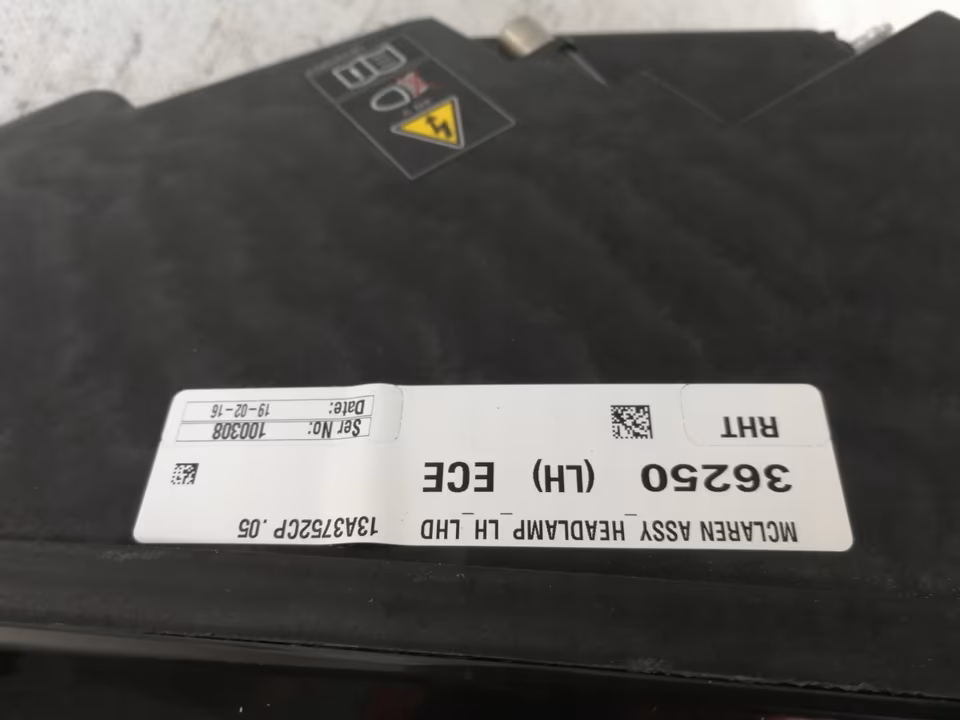 MCLAREN ASSY_HEADLAMP_LH_LHD 13A3752CP .05
36250 (LH) ECE
RHT
Ser No: 100308
Date: 19-02-16